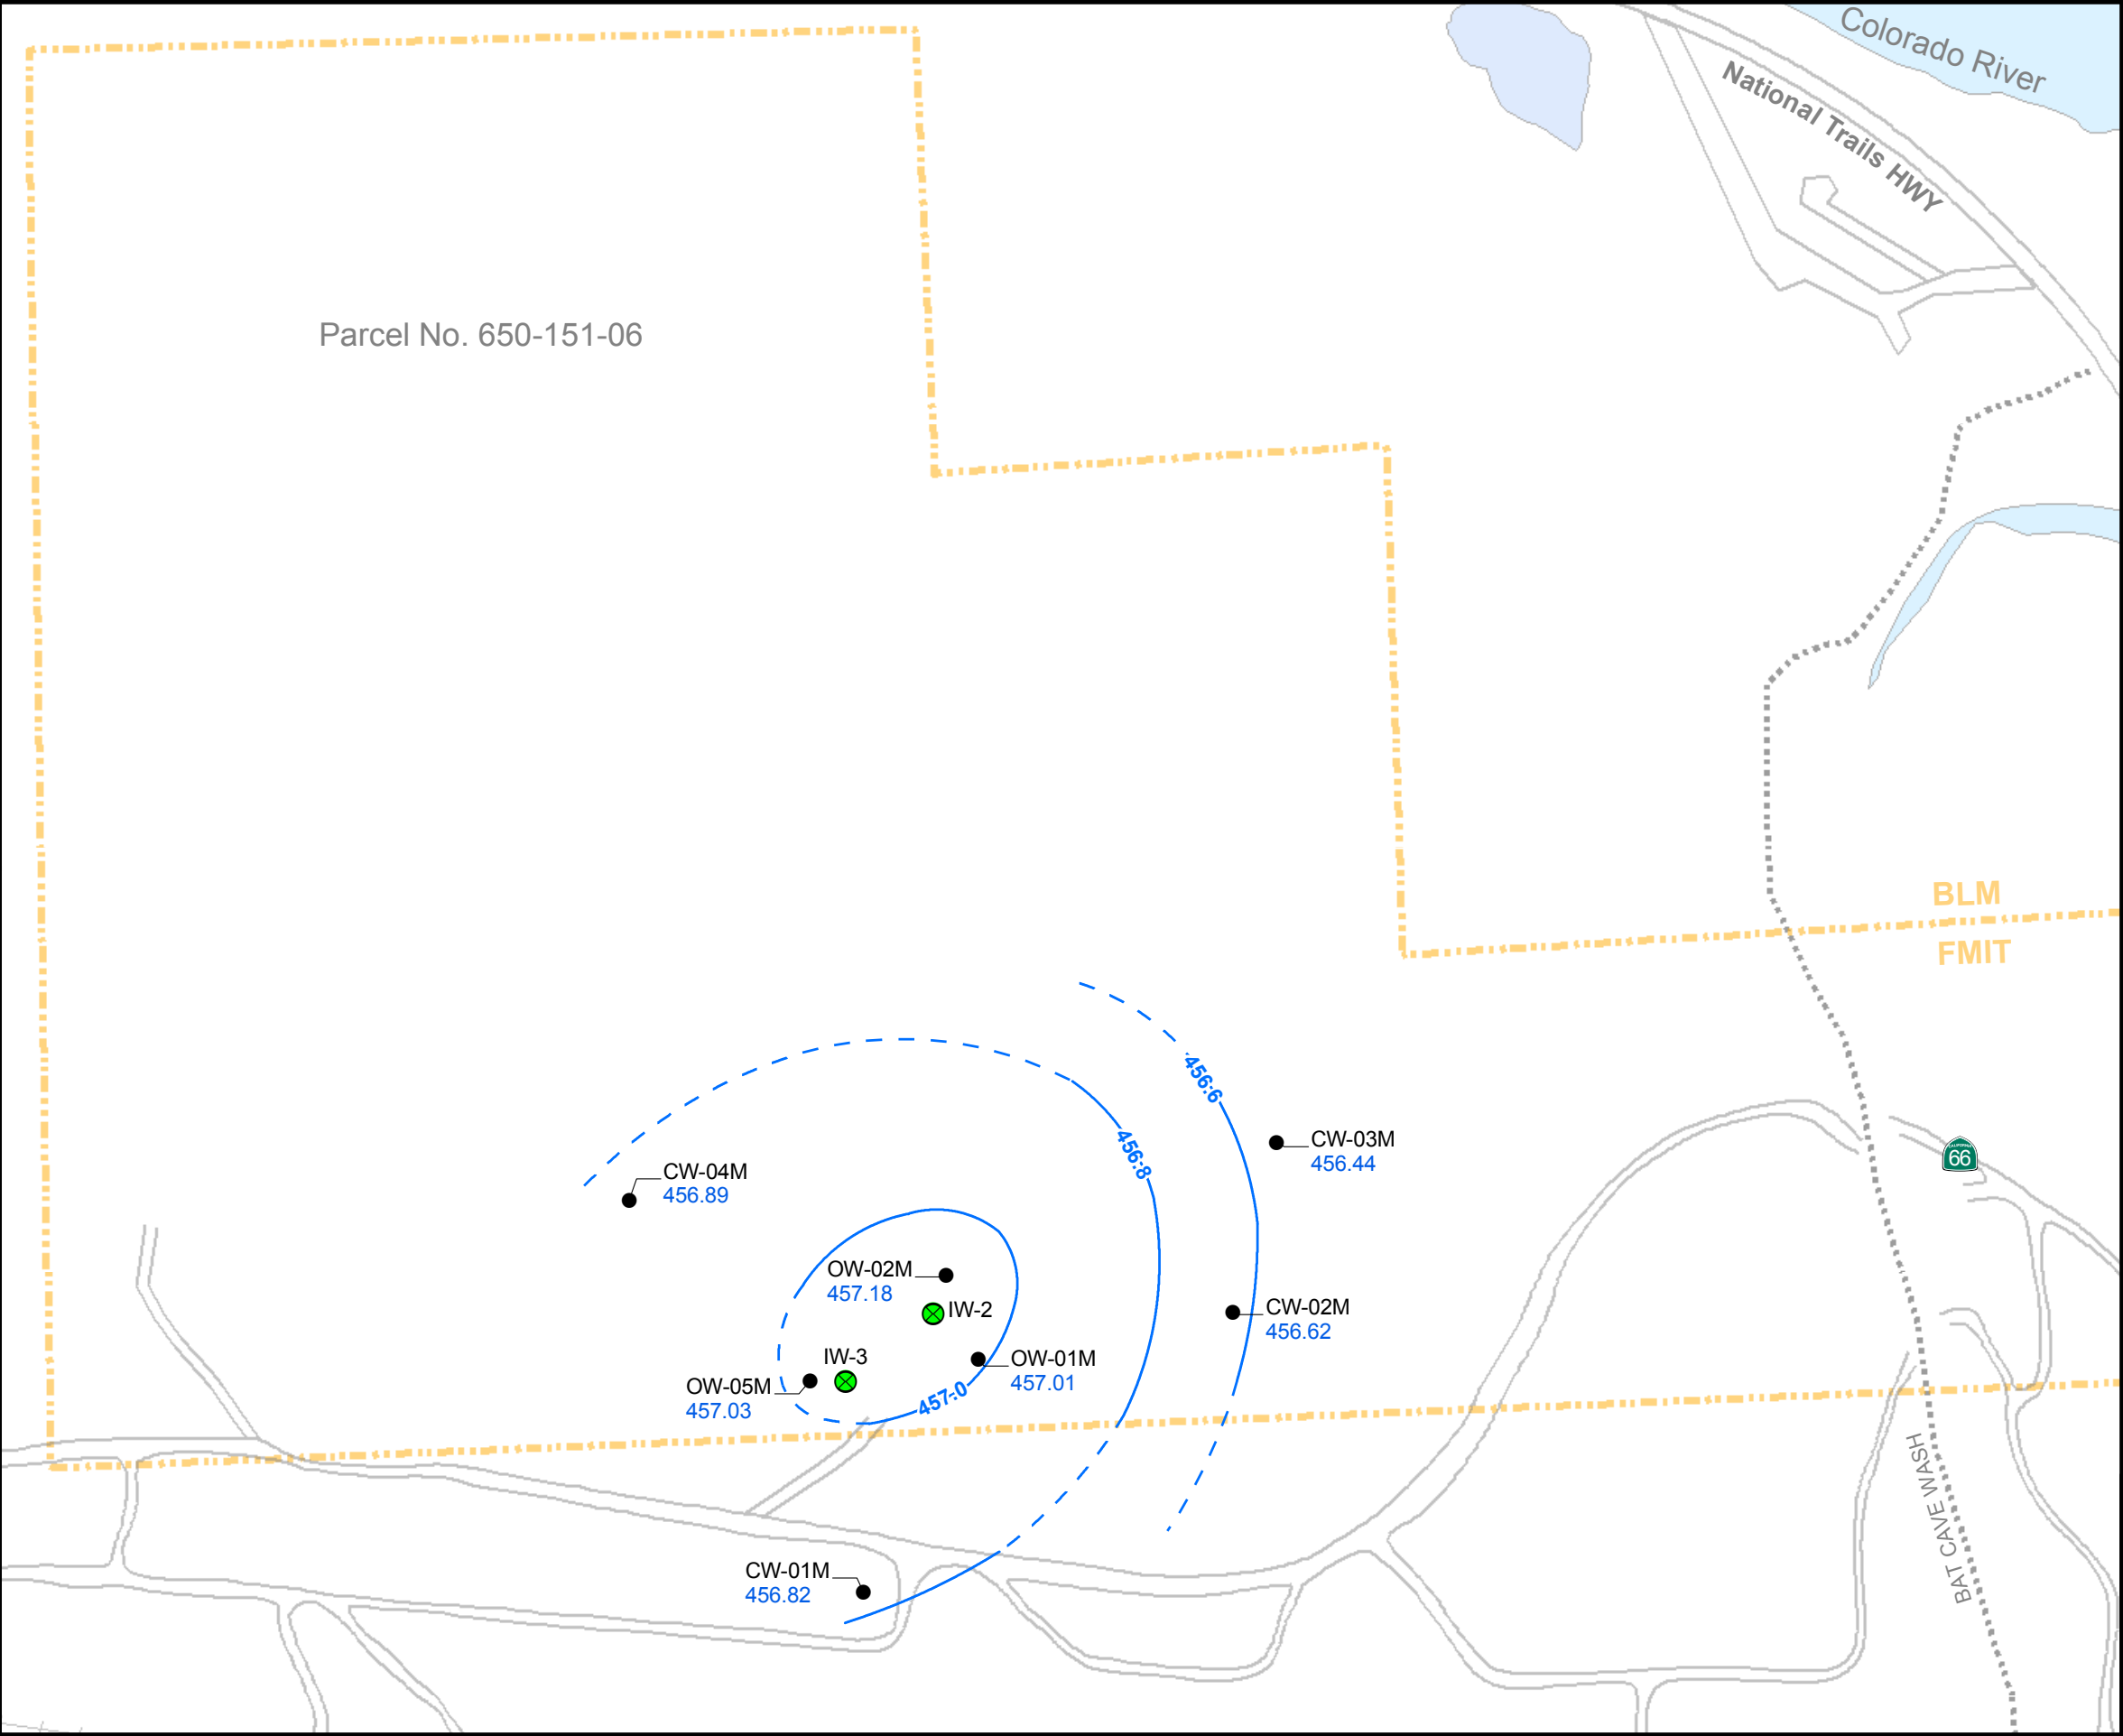 Colorado River
National Trails HWY
Parcel No. 650-151-06
BLM
FMIT
456.6
456.8
CW-03M
456.44
CALIFORNIA
66
CW-04M
456.89
OW-02M
457.18
IW-2
CW-02M
456.62
IW-3
OW-01M
457.01
OW-05M
457.03
457.0
BAT CAVE WASH
CW-01M
456.82